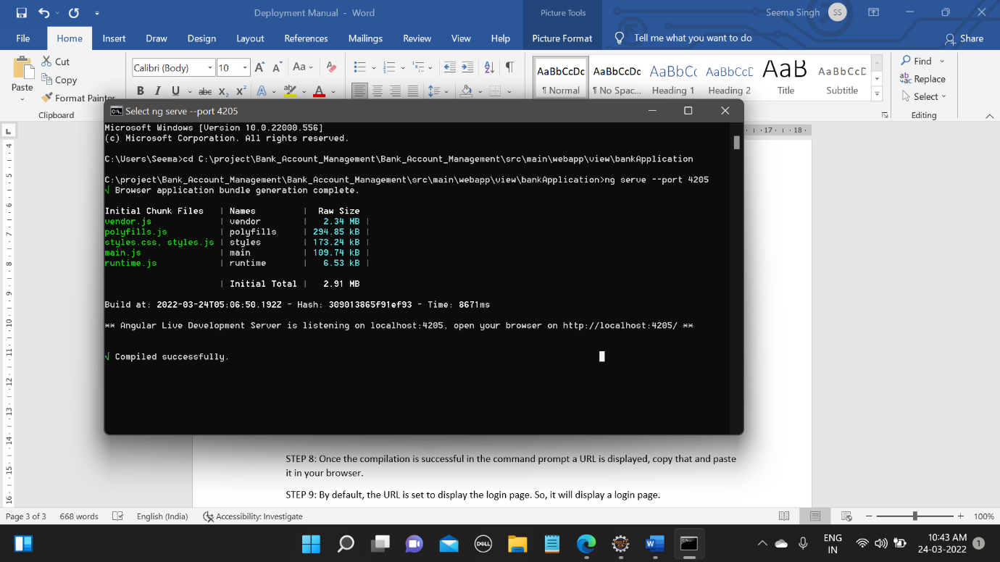 Deployment Manual - Word
Picture Tools
Seema Singh SS
File Home Insert Draw Design Layout References Mailings Review View Help Picture Format Tell me what you want to do Share
Paste
Cut
Copy
Format Painter
Clipboard
Calibri (Body) 10
AaBbCcDc AaBbCcDc AaBbCc AaBbCcE AaB AaBbCcD
¶ Normal ¶ No Spac... Heading 1 Heading 2 Title Subtitle
Find
Replace
Select
Editing
Select ng serve --port 4205
Microsoft Windows [Version 10.0.22000.556]
(c) Microsoft Corporation. All rights reserved.
C:\Users\Seema>cd C:\project\Bank_Account_Management\Bank_Account_Management\src\main\webapp\view\bankApplication
C:\project\Bank_Account_Management\Bank_Account_Management\src\main\webapp\view\bankApplication>ng serve --port 4205
√ Browser application bundle generation complete.
Initial Chunk Files | Names | Raw Size
vendor.js | vendor | 2.34 MB |
polyfills.js | polyfills | 294.85 kB |
styles.css, styles.js | styles | 173.24 kB |
main.js | main | 109.74 kB |
runtime.js | runtime | 6.53 kB |
| Initial Total | 2.91 MB
Build at: 2022-03-24T05:06:50.192Z - Hash: 309013865f91ef93 - Time: 8671ms
** Angular Live Development Server is listening on localhost:4205, open your browser on http://localhost:4205/ **
√ Compiled successfully.
STEP 8: Once the compilation is successful in the command prompt a URL is displayed, copy that and paste
it in your browser.
STEP 9: By default, the URL is set to display the login page. So, it will display a login page.
Page 3 of 3 668 words English (India) Accessibility: Investigate 100%
DELL
ENG
IN
10:43 AM
24-03-2022
1